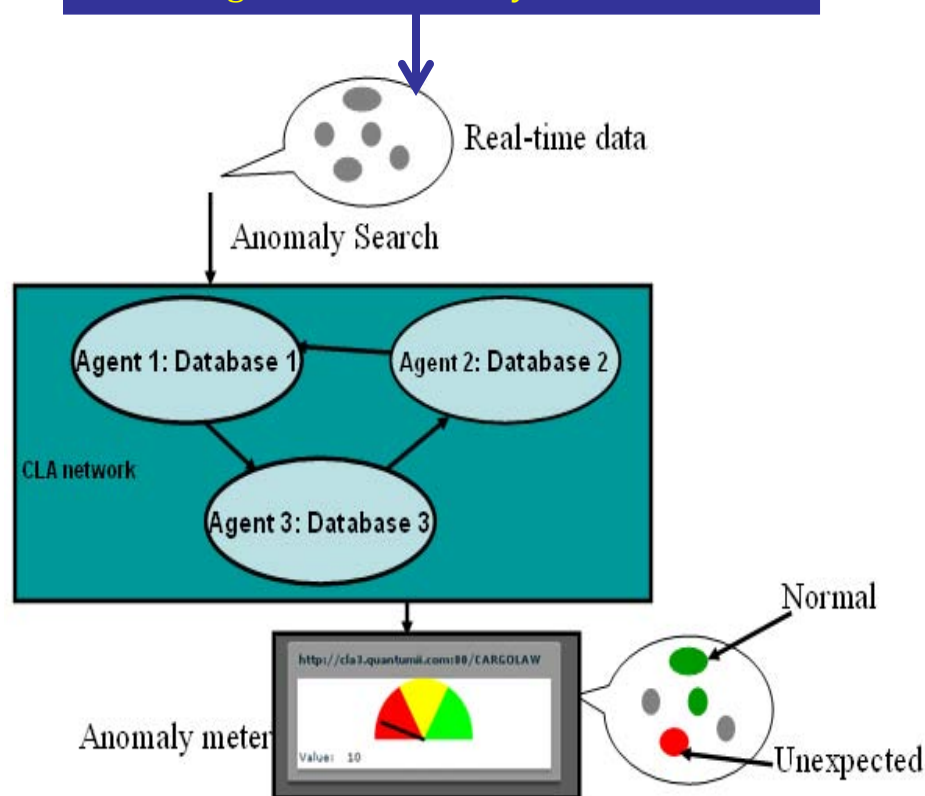 Real-time data
Anomaly Search
Agent 1: Database 1
Agent 2: Database 2
CLA network
Agent 3: Database 3
Normal
http://cla3.quantumii.com:80/CARGOLAW
Anomaly meter
Value: 10
Unexpected